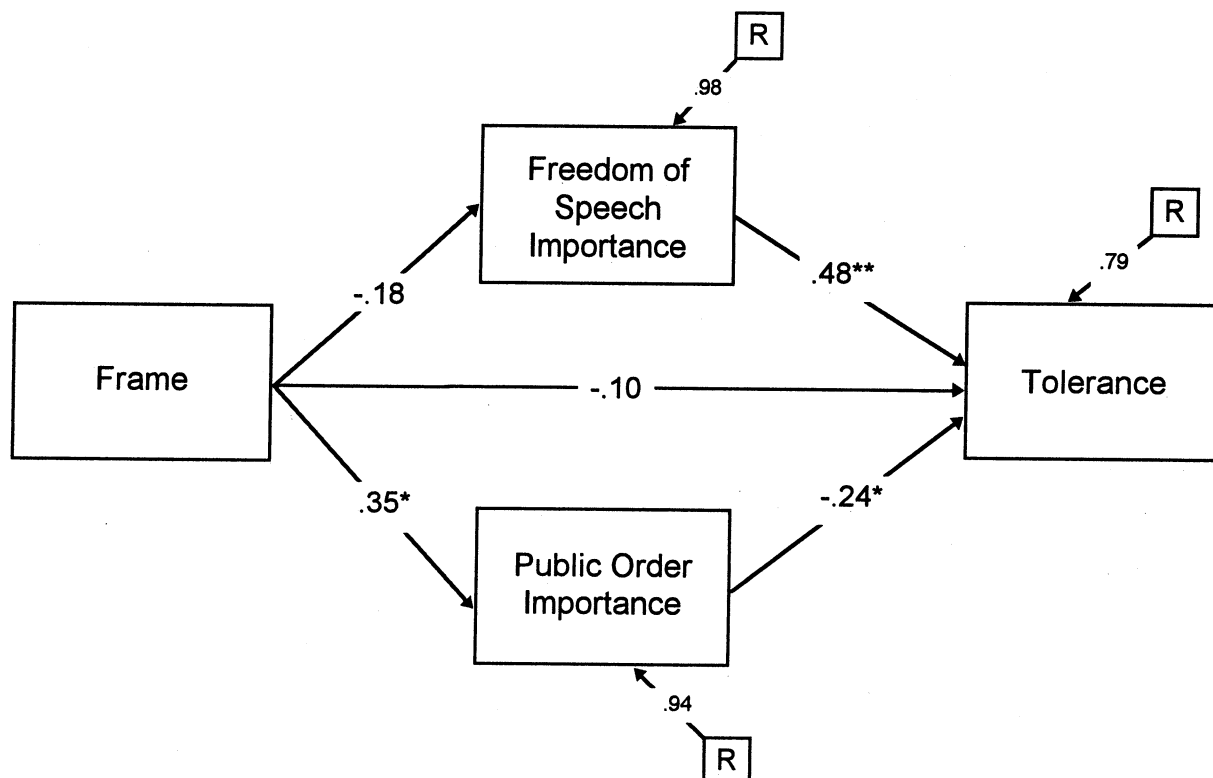 R
.98
Freedom of
Speech
Importance
R
.79
-.18
.48**
Frame
-.10
Tolerance
.35*
-.24*
Public Order
Importance
.94
R